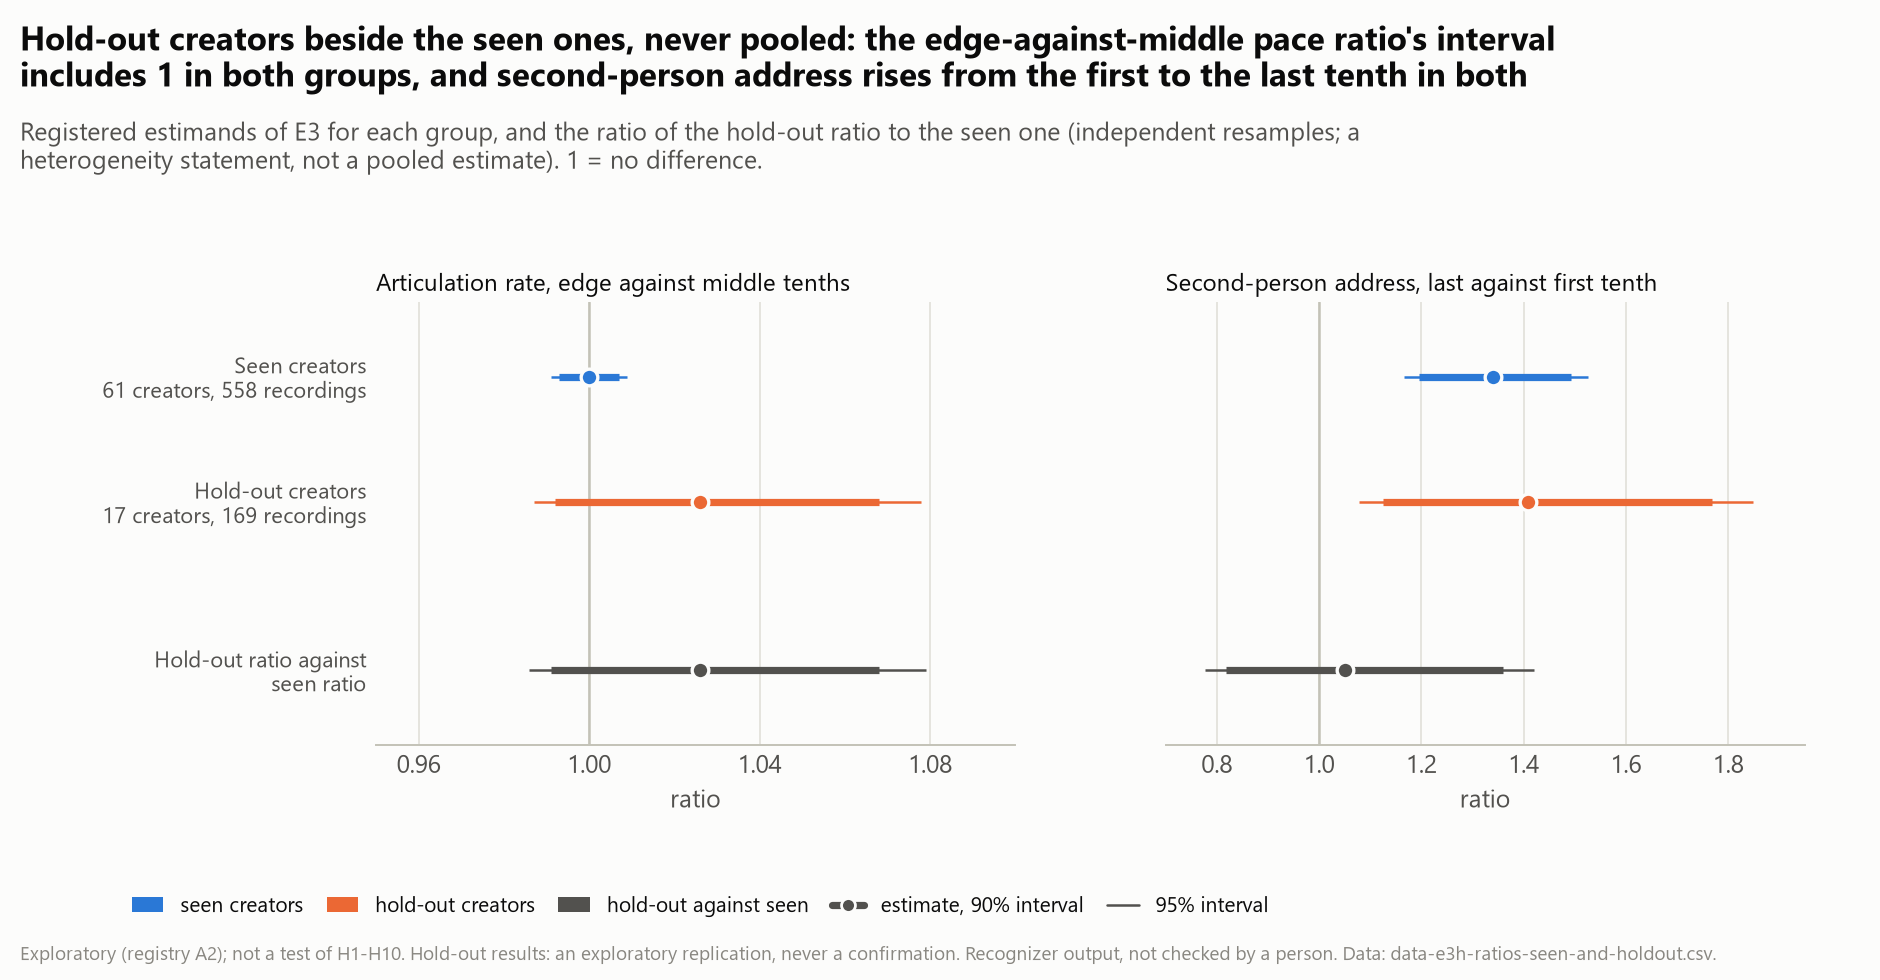 Hold-out creators beside the seen ones, never pooled: the edge-against-middle pace ratio's interval
includes 1 in both groups, and second-person address rises from the first to the last tenth in both
Registered estimands of E3 for each group, and the ratio of the hold-out ratio to the seen one (independent resamples; a
heterogeneity statement, not a pooled estimate). 1 = no difference.
Articulation rate, edge against middle tenths
Seen creators
61 creators, 558 recordings
Hold-out creators
17 creators, 169 recordings
Hold-out ratio against
seen ratio
0.96 1.00 1.04 1.08
ratio
Second-person address, last against first tenth
0.8 1.0 1.2 1.4 1.6 1.8
ratio
seen creators hold-out creators hold-out against seen estimate, 90% interval 95% interval
Exploratory (registry A2); not a test of H1-H10. Hold-out results: an exploratory replication, never a confirmation. Recognizer output, not checked by a person. Data: data-e3h-ratios-seen-and-holdout.csv.